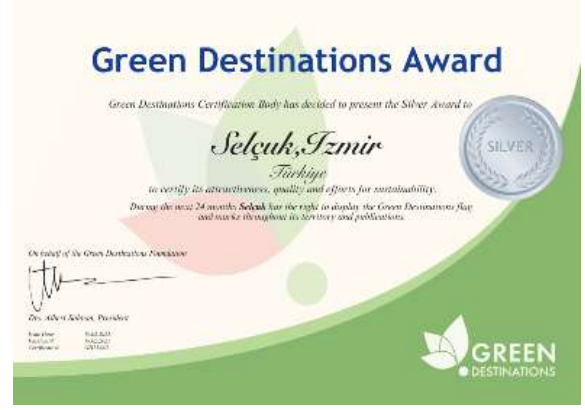 Green Destinations Award
Green Destinations Certification Body has decided to present the Silver Award to
SILVER
Selçuk, Izmir
Türkiye
to certify its attractiveness, quality and efforts for sustainability.
During the next 24 months Selçuk has the right to display the Green Destinations flag
and marks throughout its territory and publications.
On behalf of the Green Destinations Foundation
Drs. Albert Salman, President
GREEN
DESTINATIONS